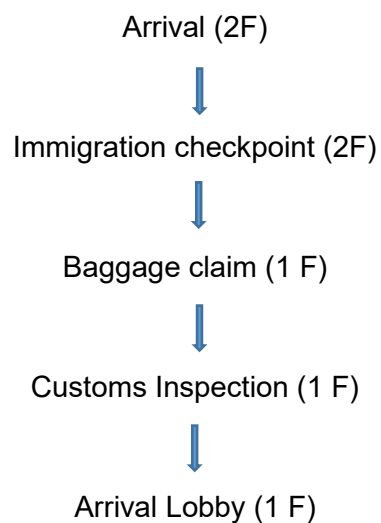 Arrival (2F)
Immigration checkpoint (2F)
Baggage claim (1 F)
Customs Inspection (1 F)
Arrival Lobby (1 F)